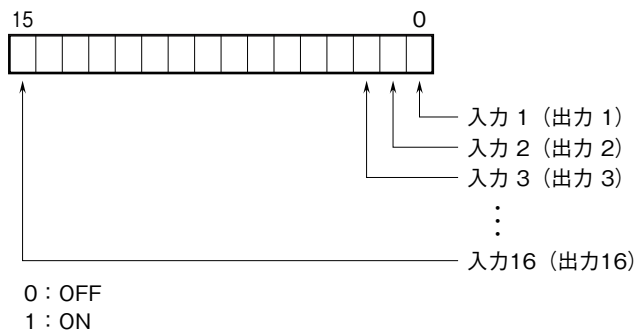 15 0
入力 1（出力 1）
入力 2（出力 2）
入力 3（出力 3）
⋮
入力16（出力16）
0：OFF
1：ON